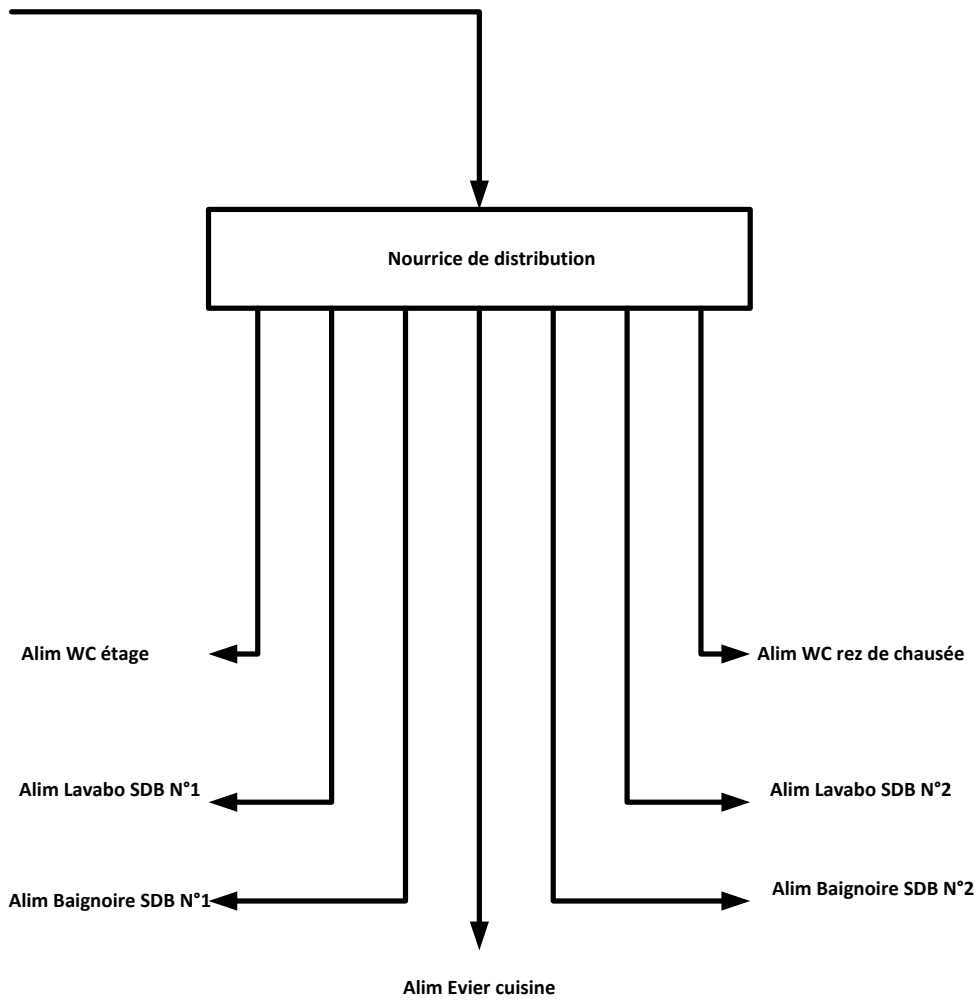 Nourrice de distribution
Alim WC étage
Alim WC rez de chausée
Alim Lavabo SDB N°1
Alim Lavabo SDB N°2
Alim Baignoire SDB N°1
Alim Baignoire SDB N°2
Alim Evier cuisine